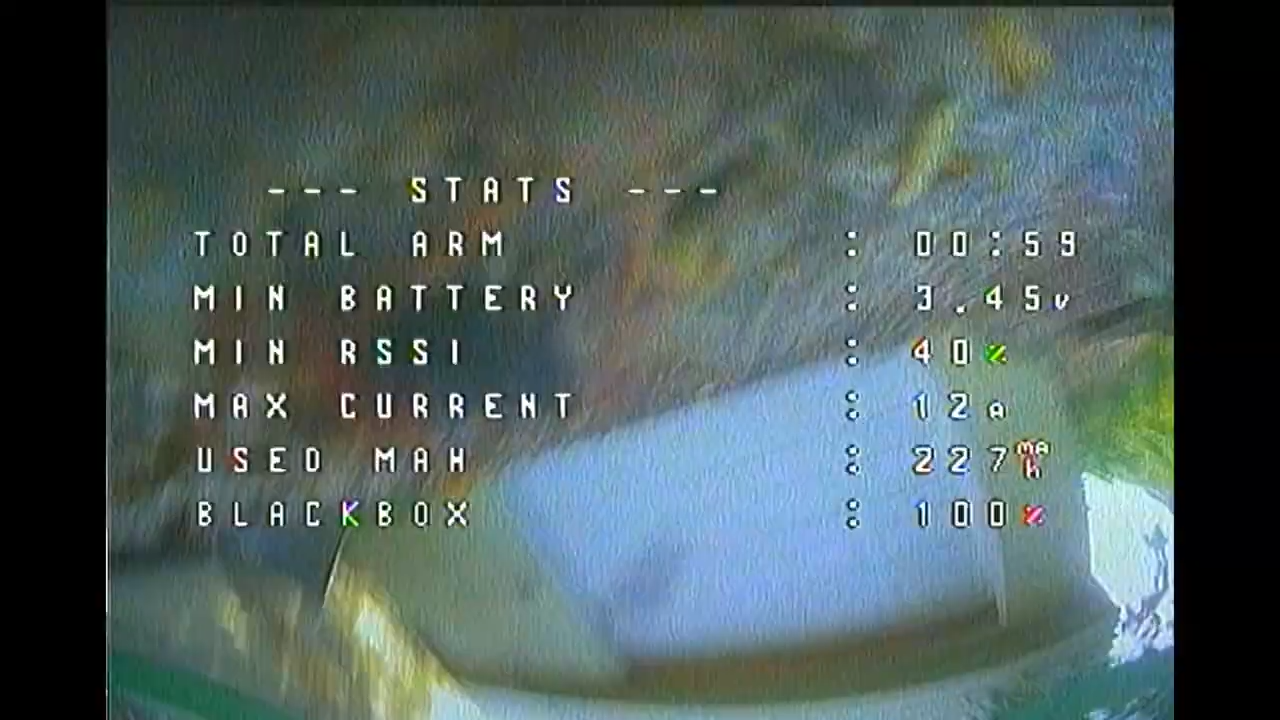 --- STATS ---
TOTAL ARM : 00:59
MIN BATTERY : 3.45V
MIN RSSI : 40%
MAX CURRENT : 12A
USED MAH : 227MAH
BLACKBOX : 100%